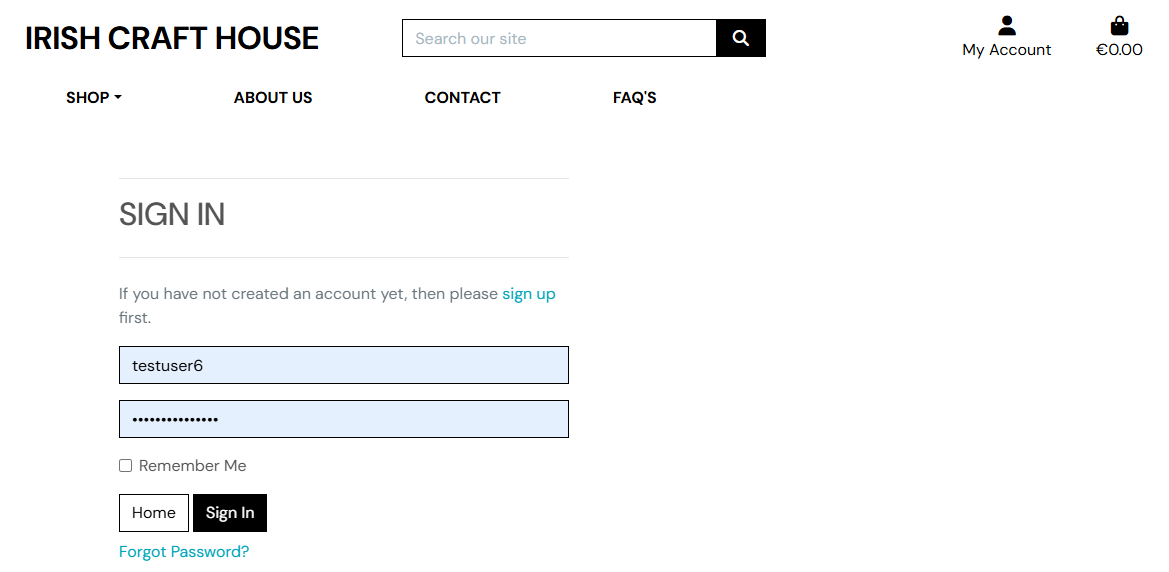 IRISH CRAFT HOUSE
Search our site
My Account
€0.00
SHOP
ABOUT US
CONTACT
FAQ'S
SIGN IN
If you have not created an account yet, then please sign up
first.
testuser6
•••••••••••••••
Remember Me
Home
Sign In
Forgot Password?